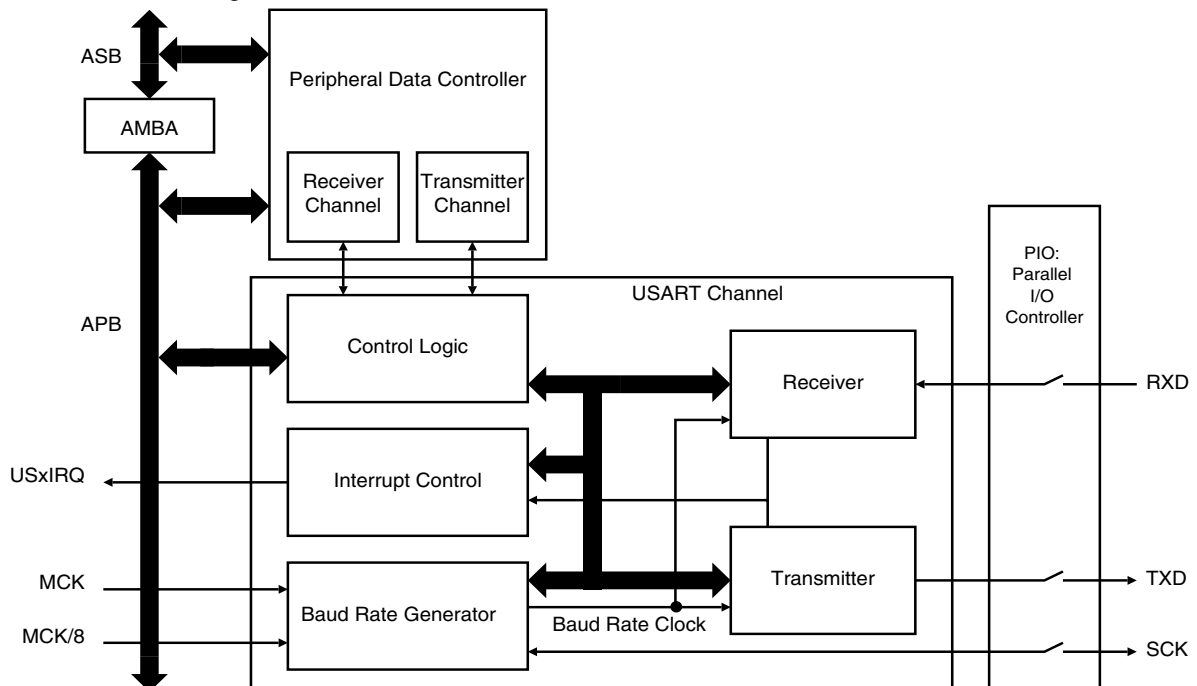 ASB
Peripheral Data Controller
AMBA
Receiver
Channel
Transmitter
Channel
PIO:
Parallel
I/O
Controller
USART Channel
APB
Control Logic
Receiver
RXD
USxIRQ
Interrupt Control
MCK
Baud Rate Generator
Transmitter
TXD
MCK/8
Baud Rate Clock
SCK